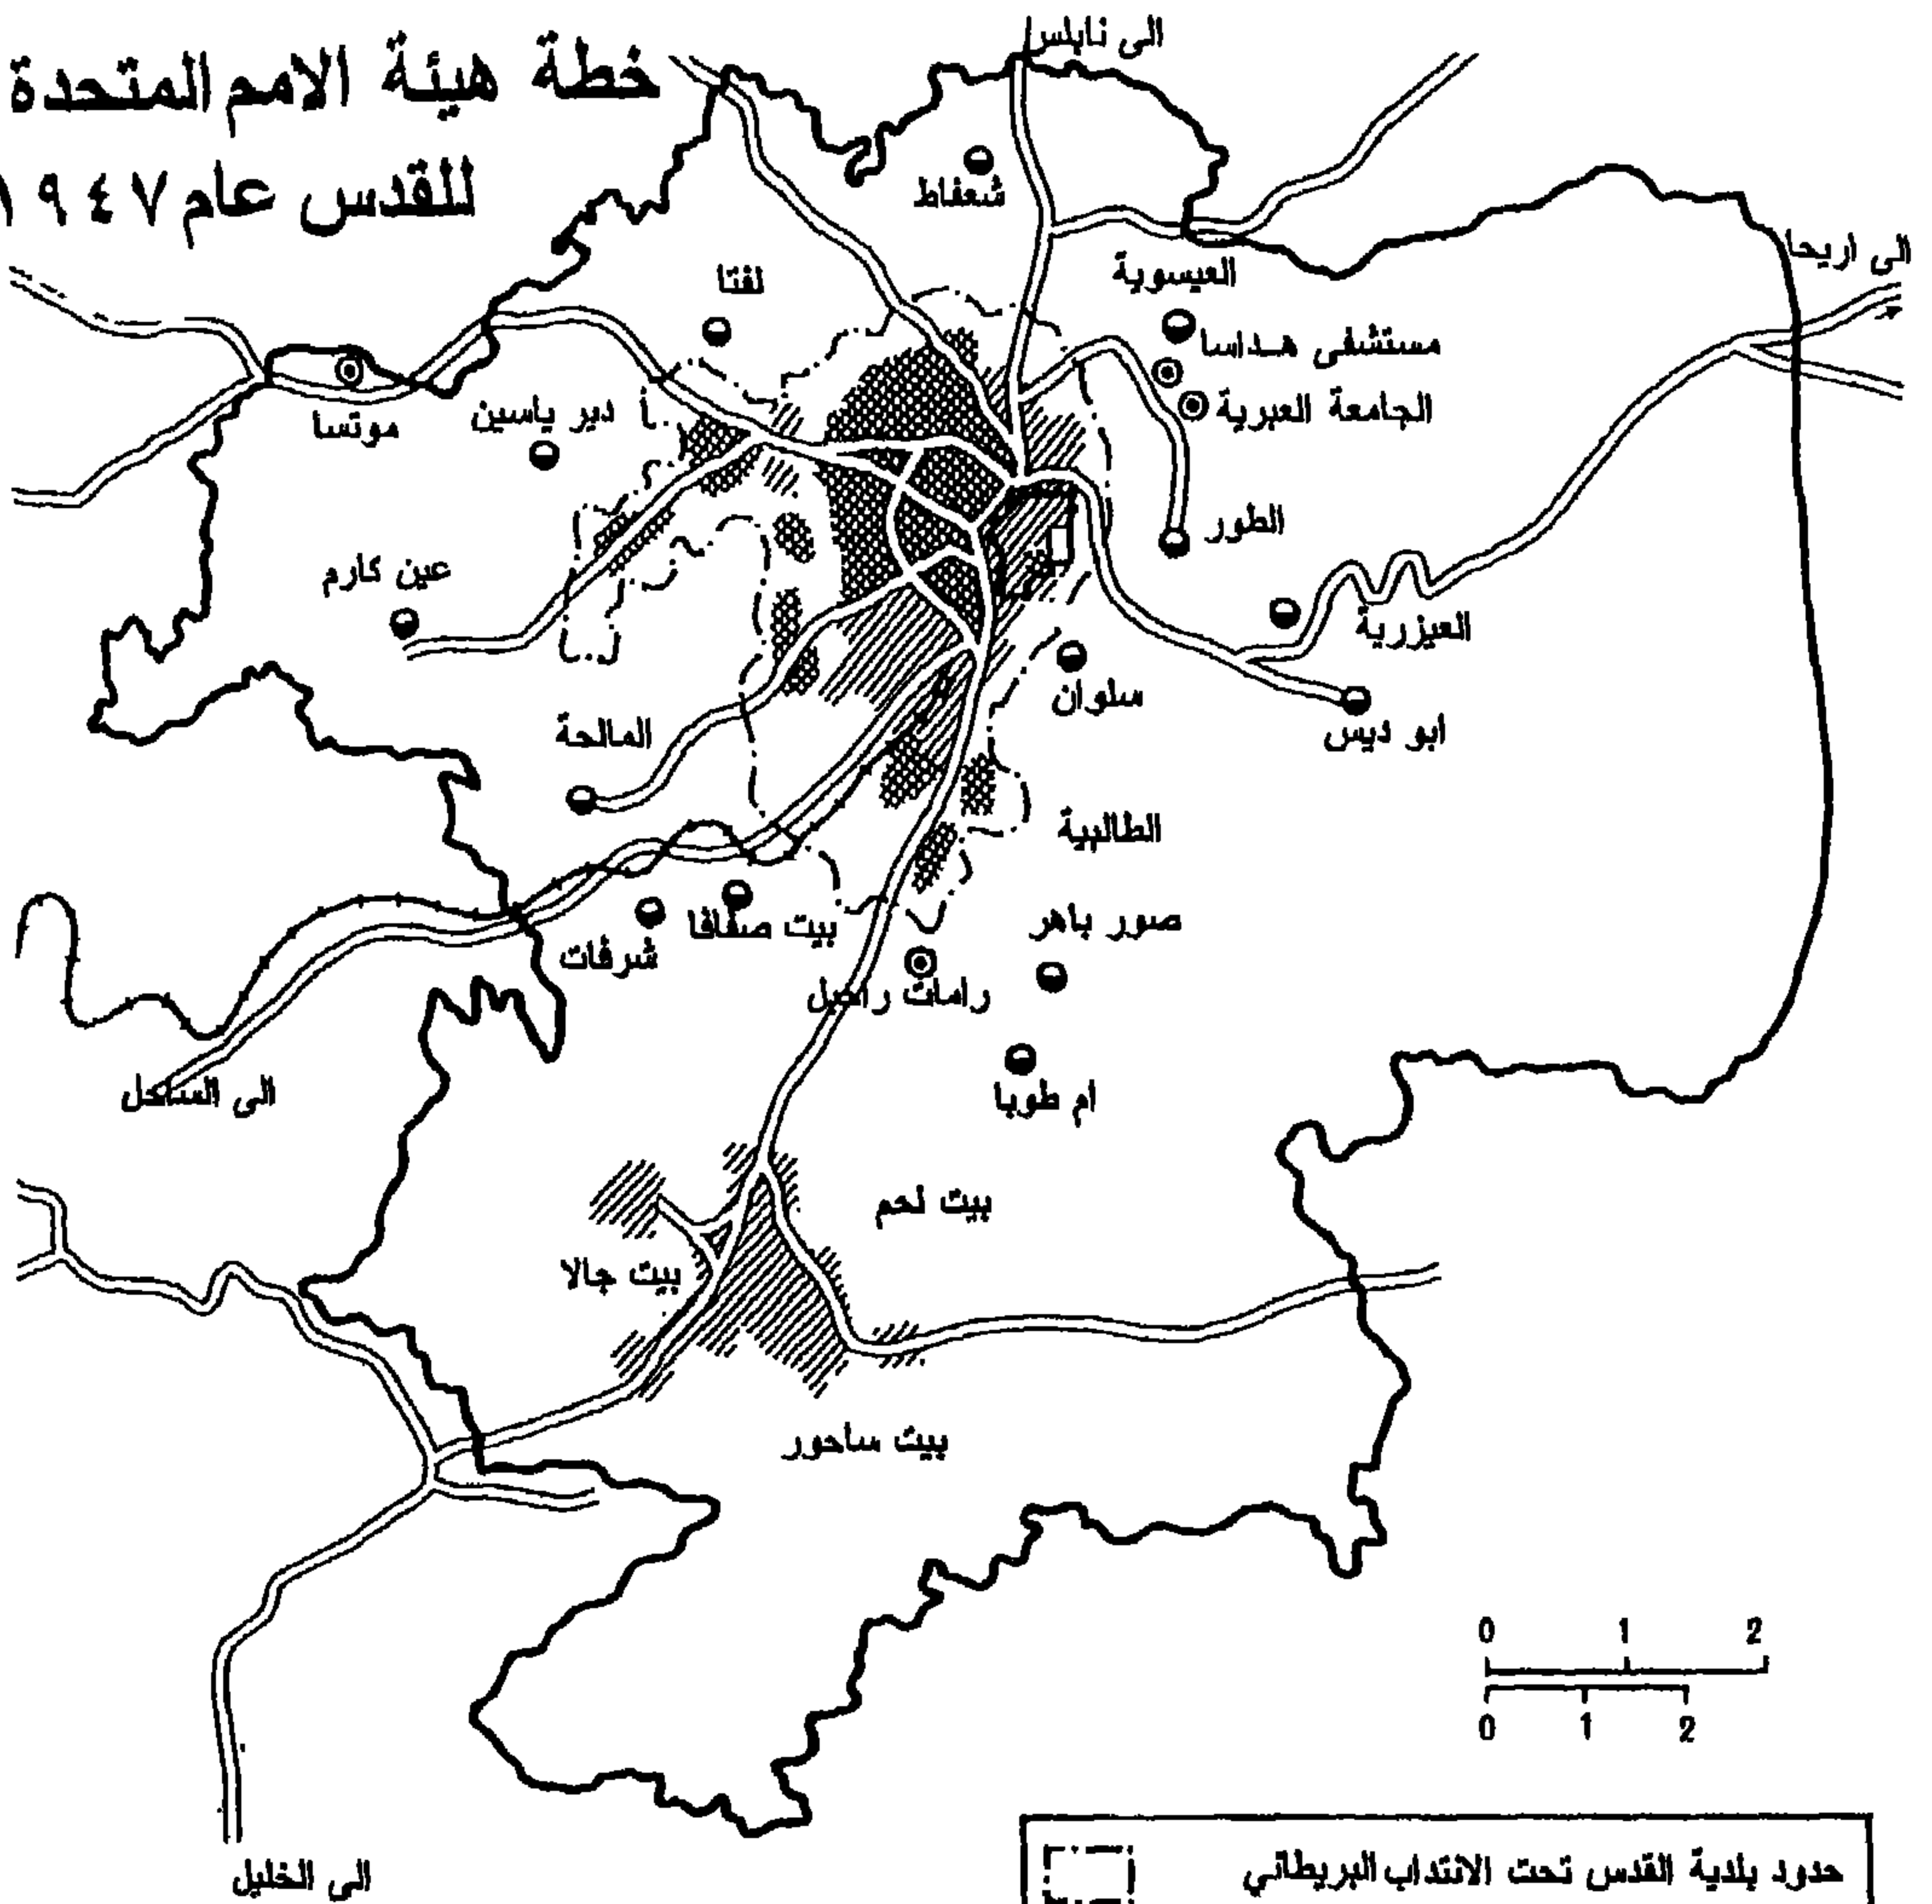 خطة هيئة الامم المتحدة
للقدس عام ١٩٤٧
الى نابلس
شعفاط
الى اريحا
العيسوية
لفتا
مستشفى هداسا
الجامعة العبرية
موتسا
دير ياسين
الطور
عين كارم
العيزرية
سلوان
ابو ديس
المالحة
الطالبية
بيت صفافا
شرفات
صور باهر
رامات راحيل
الى الساحل
ام طوبا
بيت لحم
بيت جالا
بيت ساحور
0 1 2
0 1 2
الى الخليل
حدود بلدية القدس تحت الانتداب البريطاني